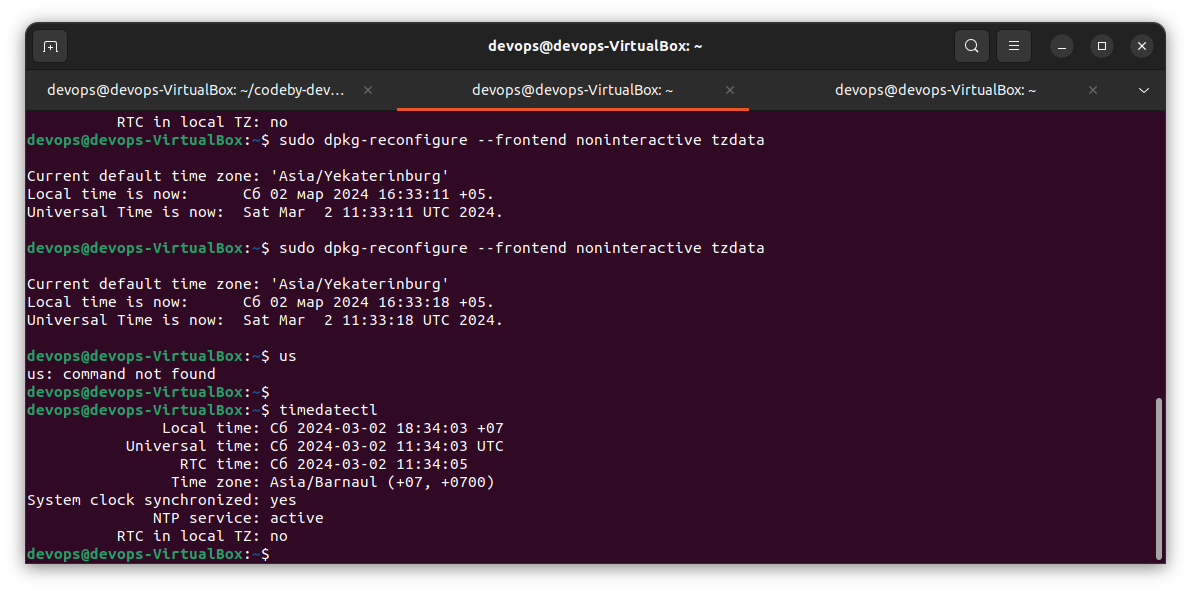 devops@devops-VirtualBox: ~
devops@devops-VirtualBox: ~/codeby-dev...
devops@devops-VirtualBox: ~
devops@devops-VirtualBox: ~
RTC in local TZ: no
devops@devops-VirtualBox:~$ sudo dpkg-reconfigure --frontend noninteractive tzdata
Current default time zone: 'Asia/Yekaterinburg'
Local time is now:      Сб 02 мар 2024 16:33:11 +05.
Universal Time is now:  Sat Mar  2 11:33:11 UTC 2024.
devops@devops-VirtualBox:~$ sudo dpkg-reconfigure --frontend noninteractive tzdata
Current default time zone: 'Asia/Yekaterinburg'
Local time is now:      Сб 02 мар 2024 16:33:18 +05.
Universal Time is now:  Sat Mar  2 11:33:18 UTC 2024.
devops@devops-VirtualBox:~$ us
us: command not found
devops@devops-VirtualBox:~$
devops@devops-VirtualBox:~$ timedatectl
Local time: Сб 2024-03-02 18:34:03 +07
Universal time: Сб 2024-03-02 11:34:03 UTC
RTC time: Сб 2024-03-02 11:34:05
Time zone: Asia/Barnaul (+07, +0700)
System clock synchronized: yes
NTP service: active
RTC in local TZ: no
devops@devops-VirtualBox:~$